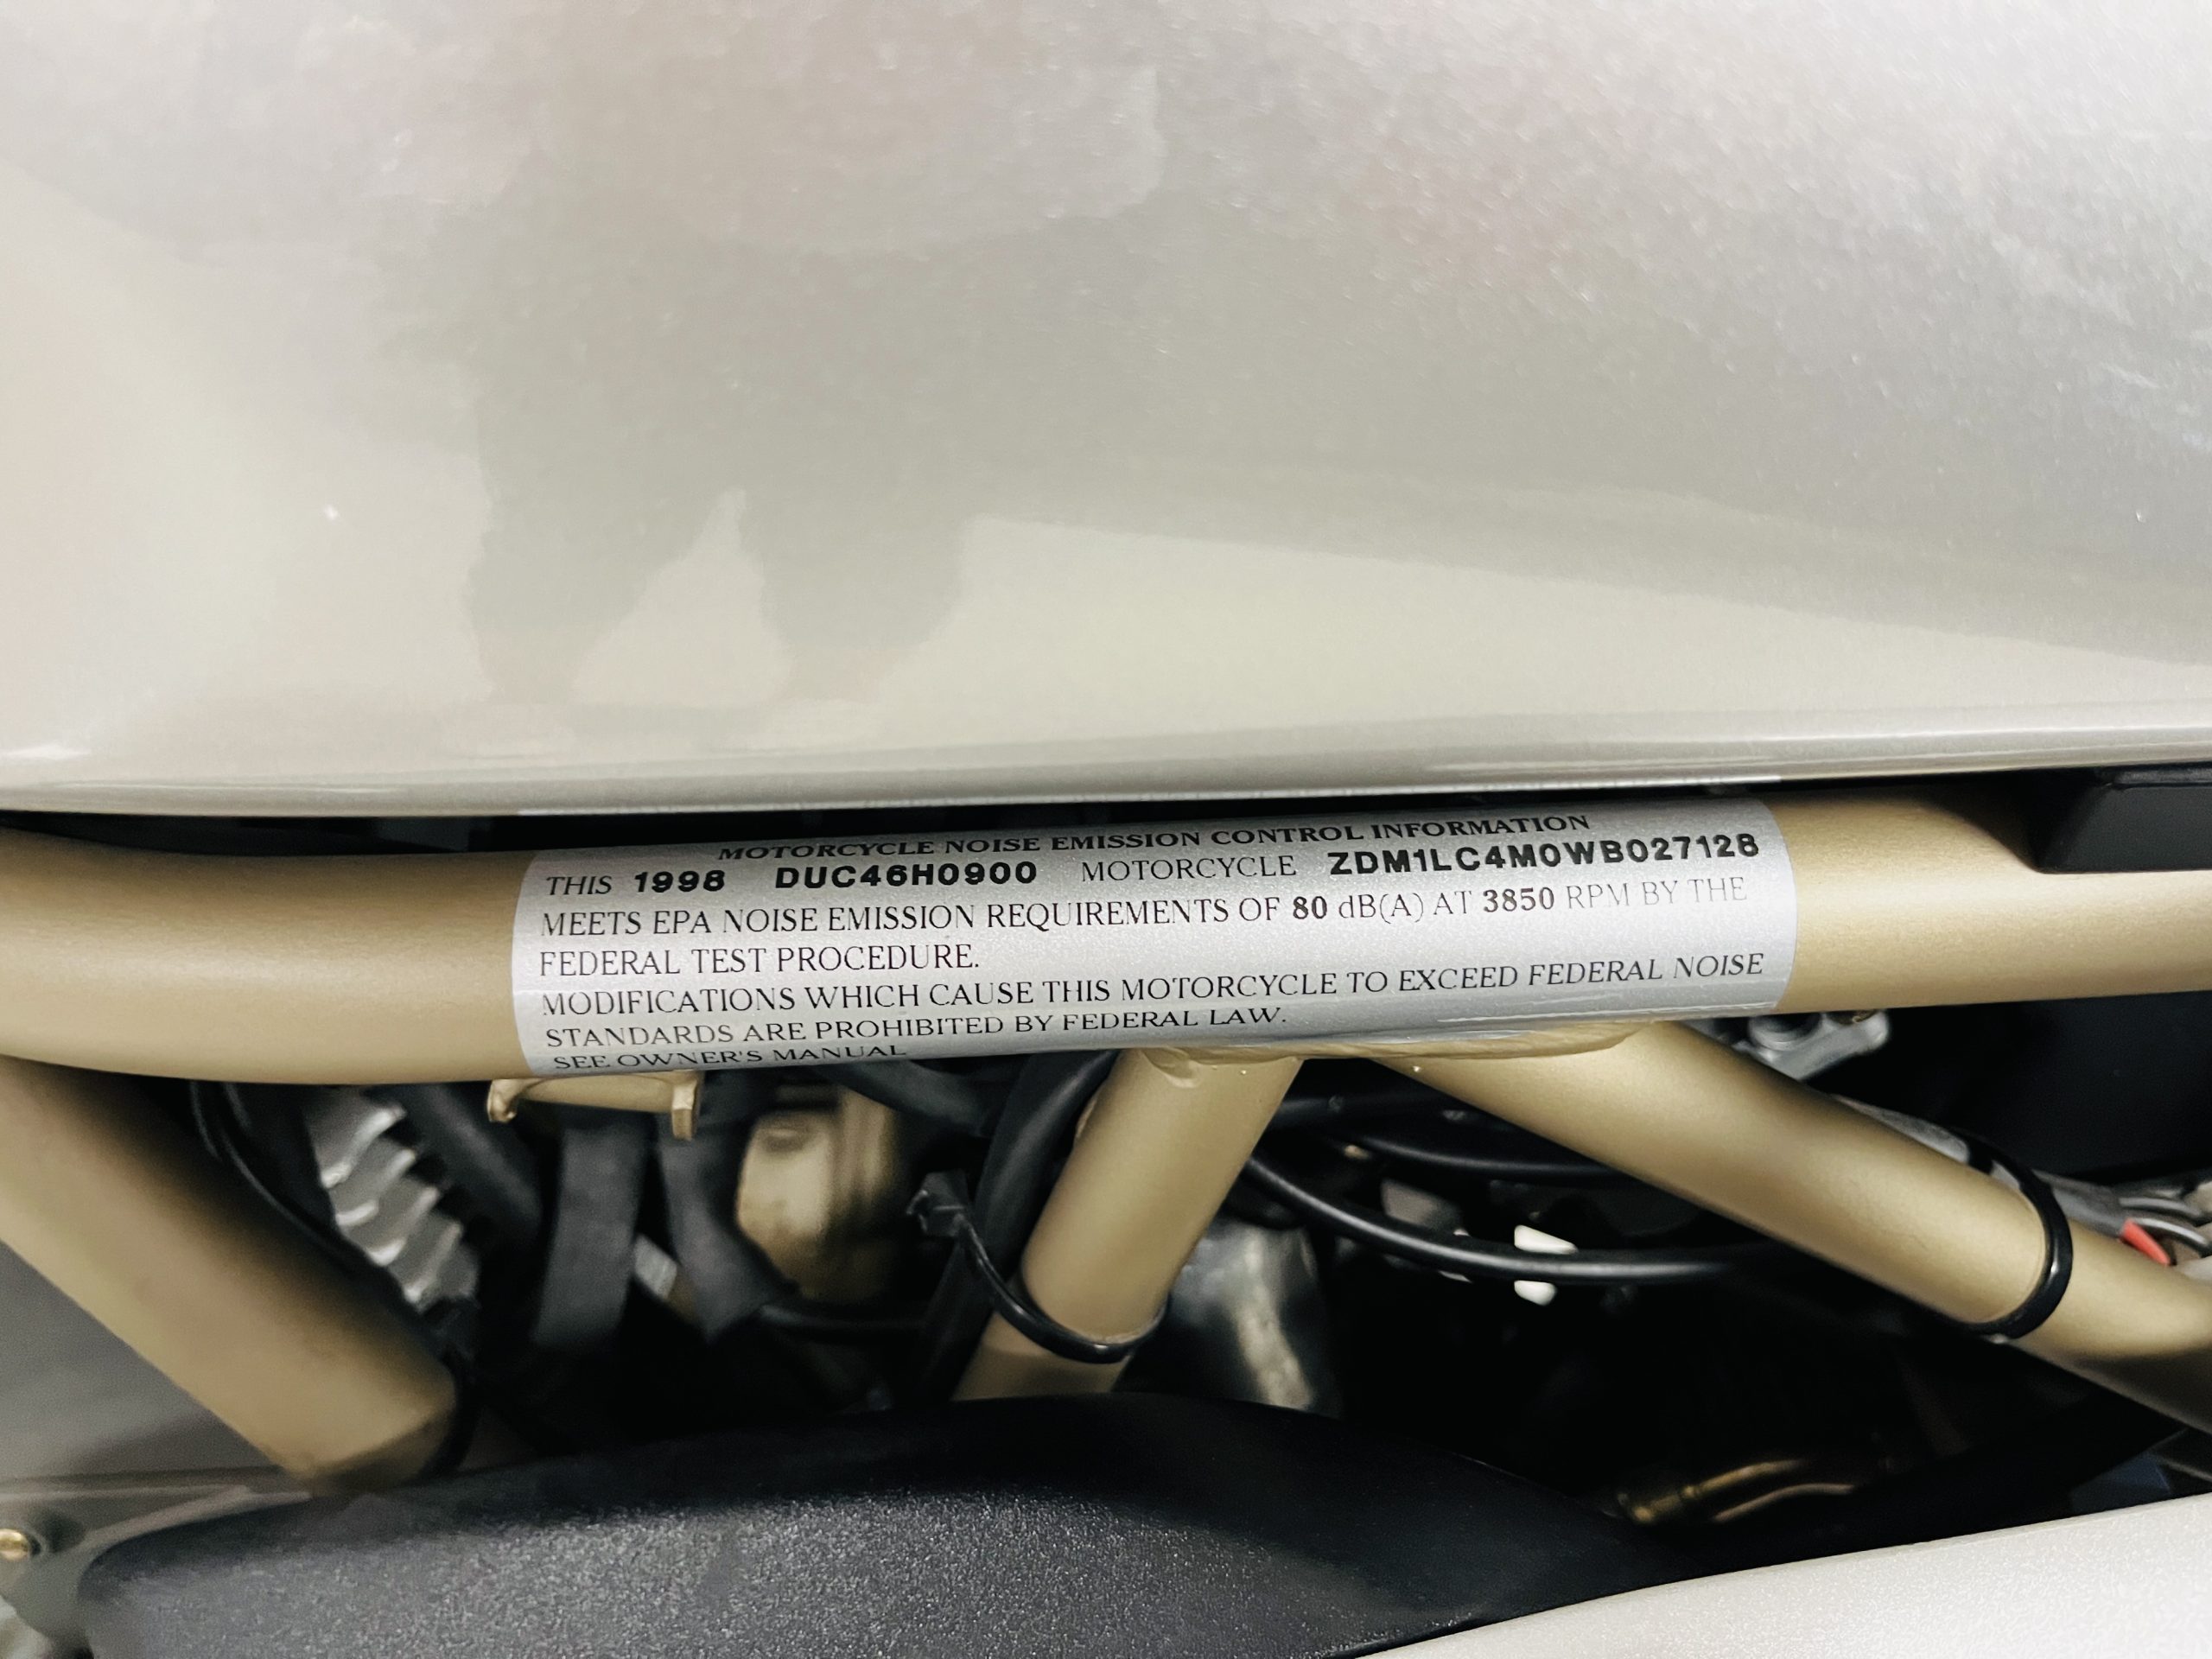 MOTORCYCLE NOISE EMISSION CONTROL INFORMATION
THIS 1998 DUC46H0900 MOTORCYCLE ZDM1LC4M0WB027128
MEETS EPA NOISE EMISSION REQUIREMENTS OF 80 dB(A) AT 3850 RPM BY THE
FEDERAL TEST PROCEDURE.
MODIFICATIONS WHICH CAUSE THIS MOTORCYCLE TO EXCEED FEDERAL NOISE
STANDARDS ARE PROHIBITED BY FEDERAL LAW.
SEE OWNER'S MANUAL